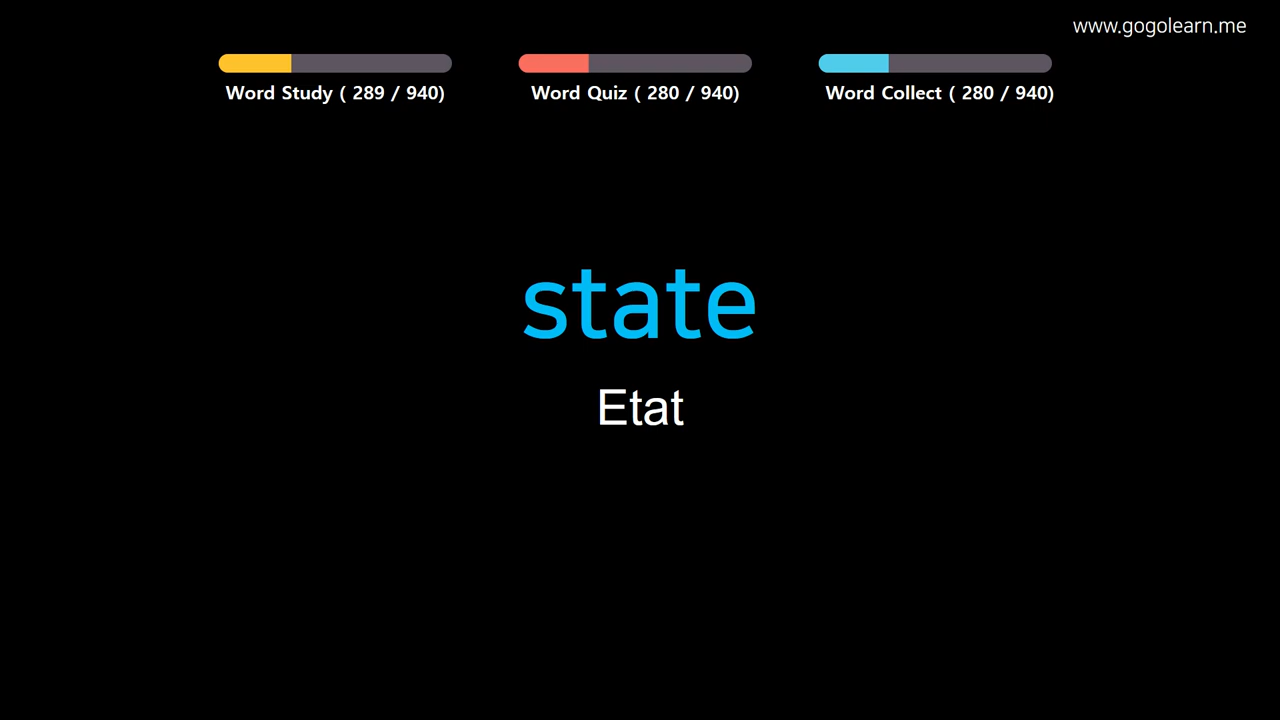 www.gogolearn.me
Word Study ( 289 / 940)
Word Quiz ( 280 / 940)
Word Collect ( 280 / 940)
state
Etat